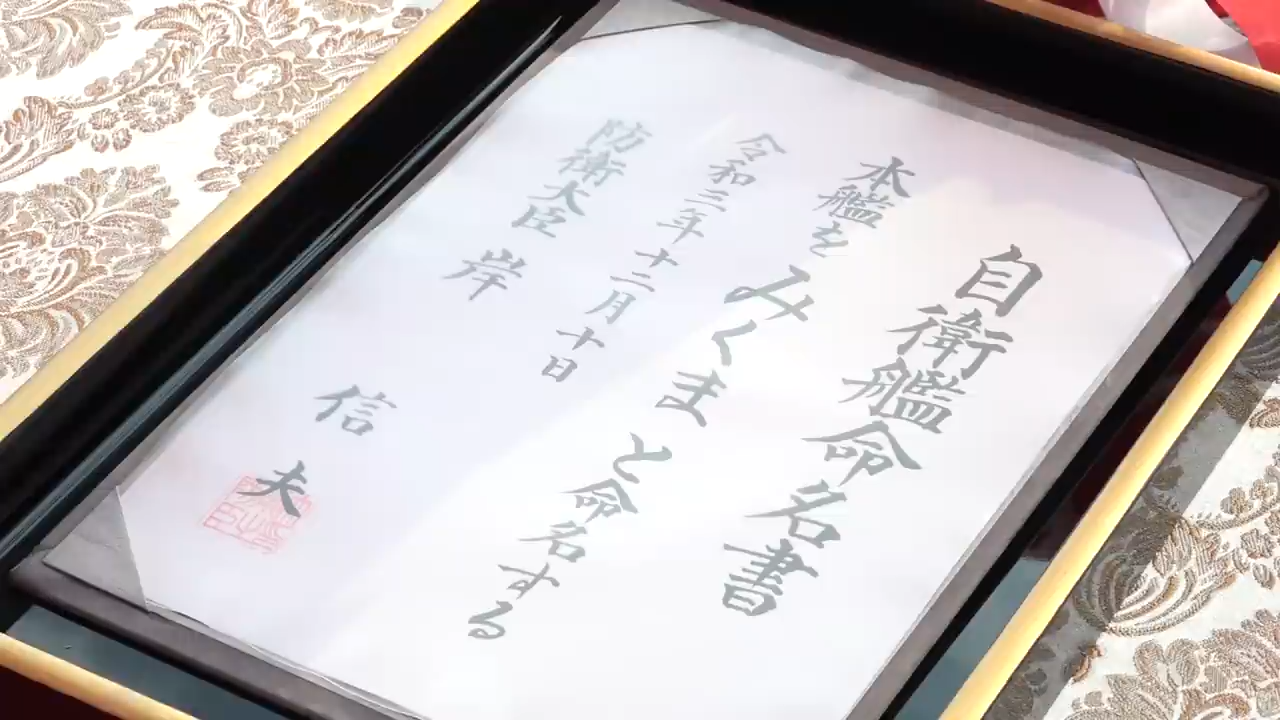 自衛艦命名書
本艦を みくま と命名する
令和三年十二月十日
防衛大臣 岸 信夫